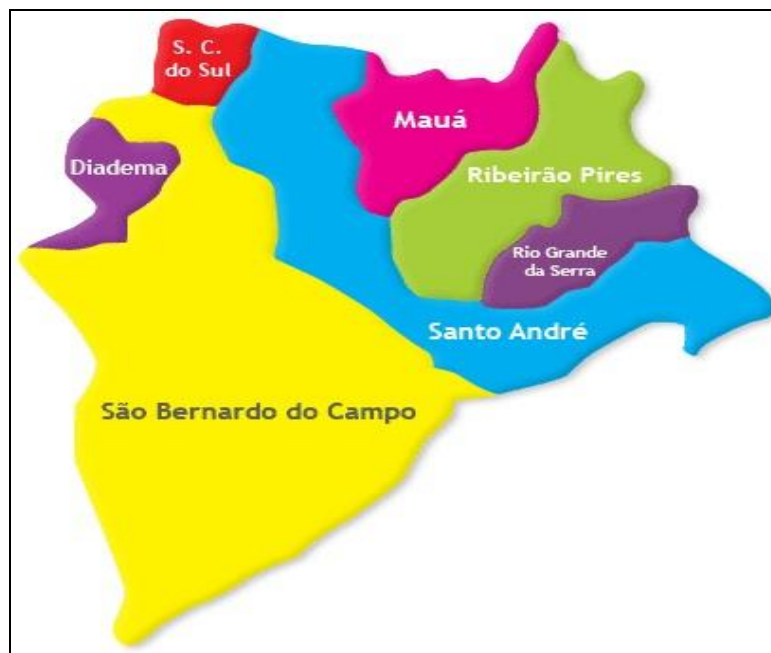 S. C.
do Sul
Mauá
Diadema
Ribeirão Pires
Rio Grande
da Serra
Santo André
São Bernardo do Campo